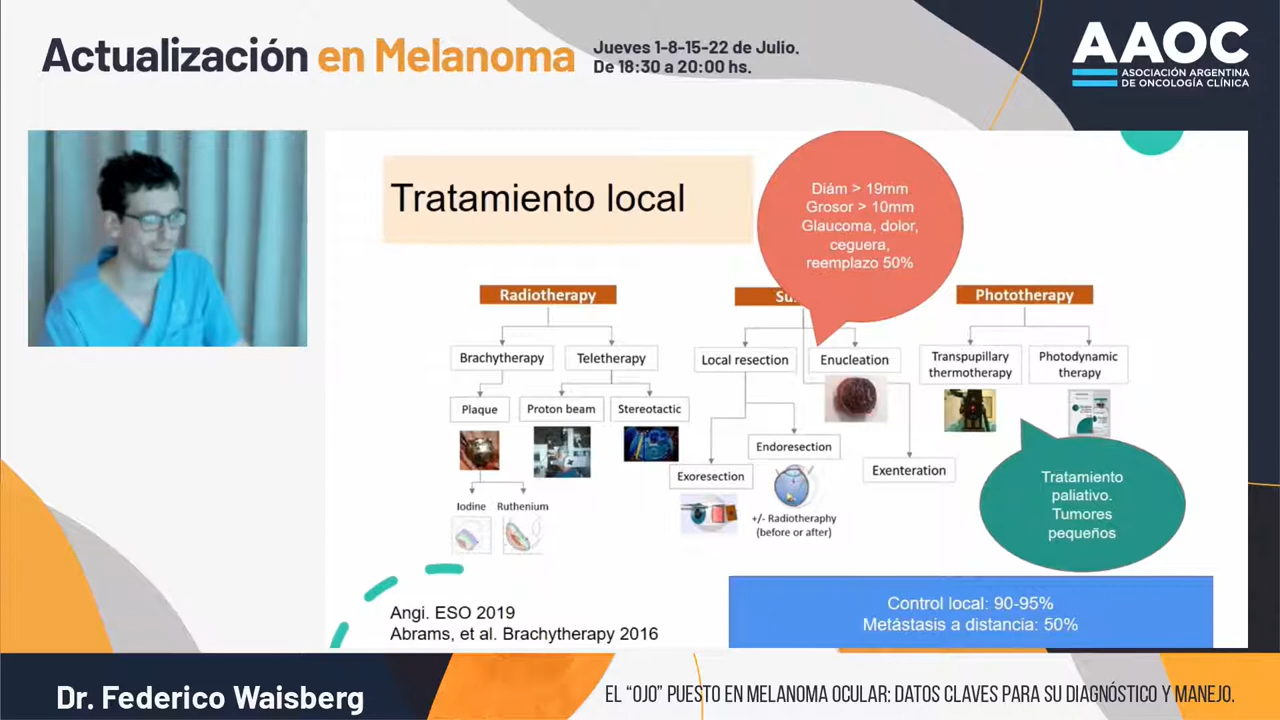 Actualización en Melanoma
Jueves 1-8-15-22 de Julio.
De 18:30 a 20:00 hs.
AAOC
ASOCIACIÓN ARGENTINA
DE ONCOLOGÍA CLÍNICA
Tratamiento local
Diám > 19mm
Grosor > 10mm
Glaucoma, dolor,
ceguera,
reemplazo 50%
Radiotherapy
Su
Phototherapy
Brachytherapy
Teletherapy
Local resection
Enucleation
Transpupillary
thermotherapy
Photodynamic
therapy
Plaque
Proton beam
Stereotactic
Endoresection
Exoresection
Exenteration
Iodine
Ruthenium
+/- Radiotheraphy
(before or after)
Tratamiento
paliativo.
Tumores
pequeños
Angi. ESO 2019
Abrams, et al. Brachytherapy 2016
Control local: 90-95%
Metástasis a distancia: 50%
Dr. Federico Waisberg
EL “OJO” PUESTO EN MELANOMA OCULAR: DATOS CLAVES PARA SU DIAGNÓSTICO Y MANEJO.